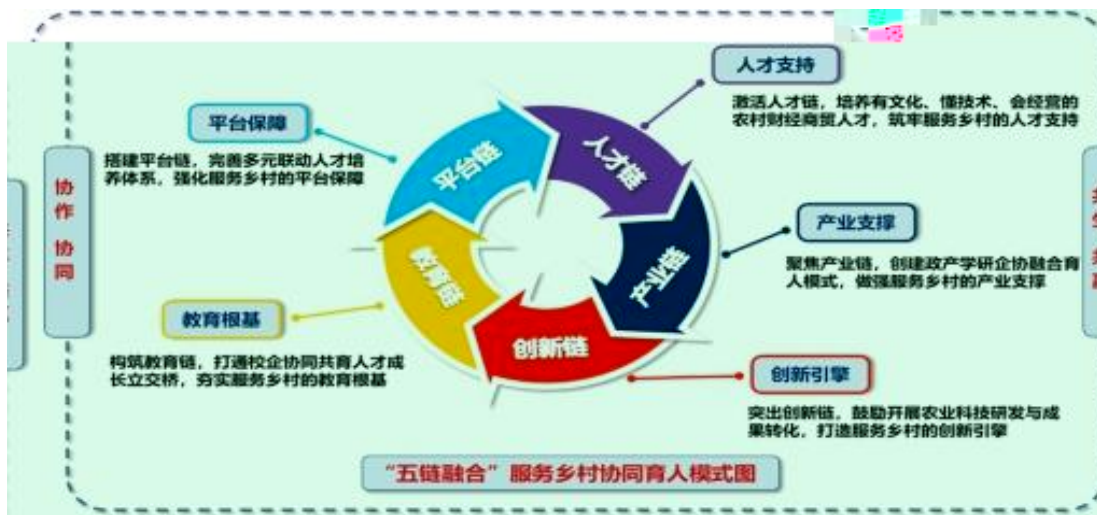 人才支持
激活人才链，培养有文化、懂技术、会经营的
农村财经商贸人才，筑牢服务乡村的人才支持
平台保障
搭建平台链，完善多元联动人才培
养体系，强化服务乡村的平台保障
协作 协同
平台链
人才链
产业链
创新链
教育链
产业支撑
聚焦产业链，创建政产学研企协融合育
人模式，做强服务乡村的产业支撑
教育根基
构筑教育链，打通校企协同共育人才成
长立交桥，夯实服务乡村的教育根基
创新引擎
突出创新链，鼓励开展农业科技研发与成
果转化，打造服务乡村的创新引擎
“五链融合”服务乡村协同育人模式图